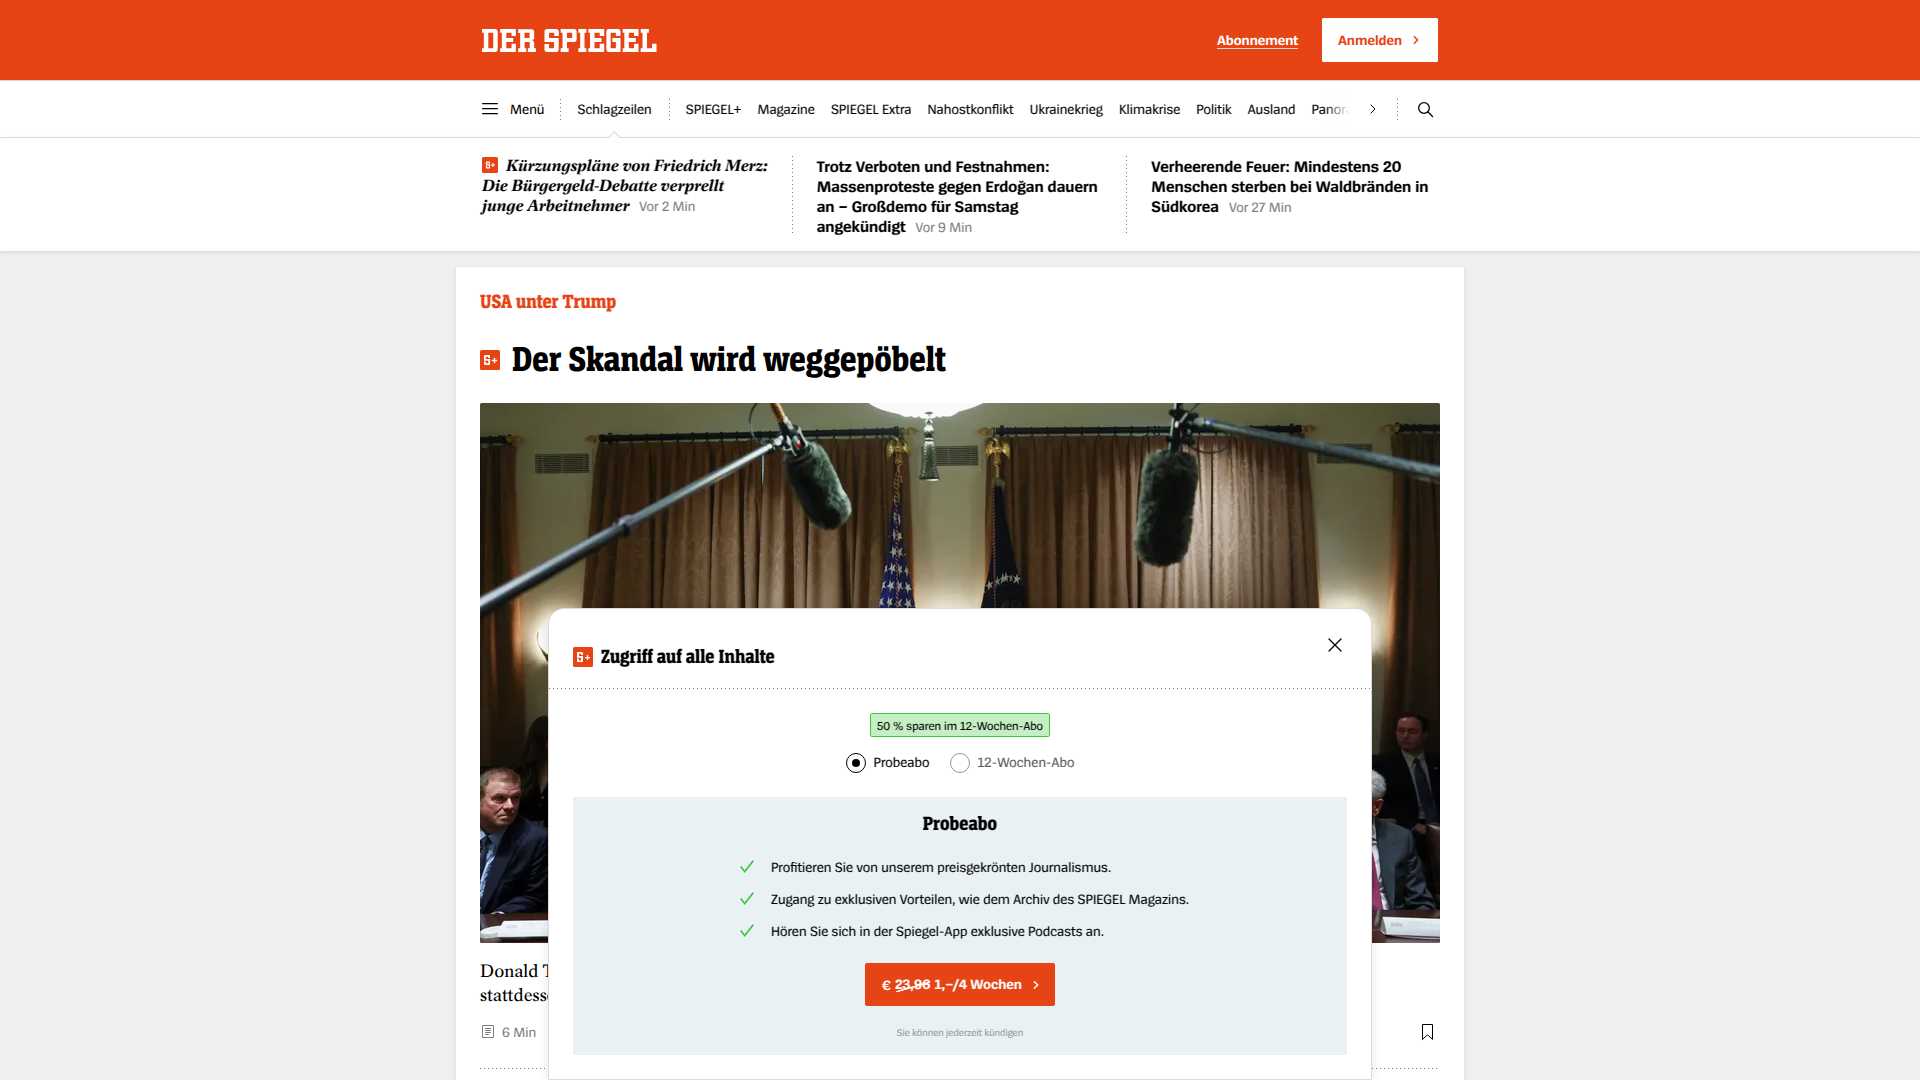 DER SPIEGEL
Abonnement
Anmelden
Menü
Schlagzeilen
SPIEGEL+
Magazine
SPIEGEL Extra
Nahostkonflikt
Ukrainekrieg
Klimakrise
Politik
Ausland
Panor
Kürzungspläne von Friedrich Merz:
Die Bürgergeld-Debatte verprellt
junge Arbeitnehmer Vor 2 Min
Trotz Verboten und Festnahmen:
Massenproteste gegen Erdoğan dauern
an – Großdemo für Samstag
angekündigt Vor 9 Min
Verheerende Feuer: Mindestens 20
Menschen sterben bei Waldbränden in
Südkorea Vor 27 Min
USA unter Trump
Der Skandal wird weggepöbelt
Zugriff auf alle Inhalte
50 % sparen im 12-Wochen-Abo
Probeabo
12-Wochen-Abo
Probeabo
Profitieren Sie von unserem preisgekrönten Journalismus.
Zugang zu exklusiven Vorteilen, wie dem Archiv des SPIEGEL Magazins.
Hören Sie sich in der Spiegel-App exklusive Podcasts an.
€ 23,96 1,–/4 Wochen
Sie können jederzeit kündigen
Donald T
stattdess
6 Min